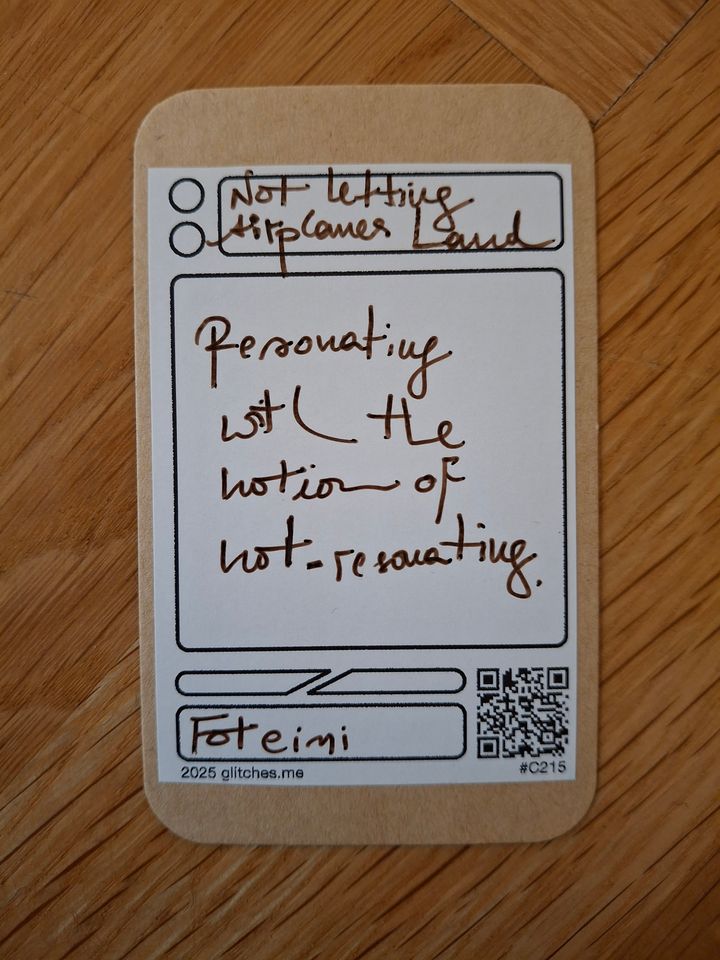 Not letting
Airplanes Land
Resonating
with the
notion of
not-resonating.
Foteini
2025 glitches.me
#C215